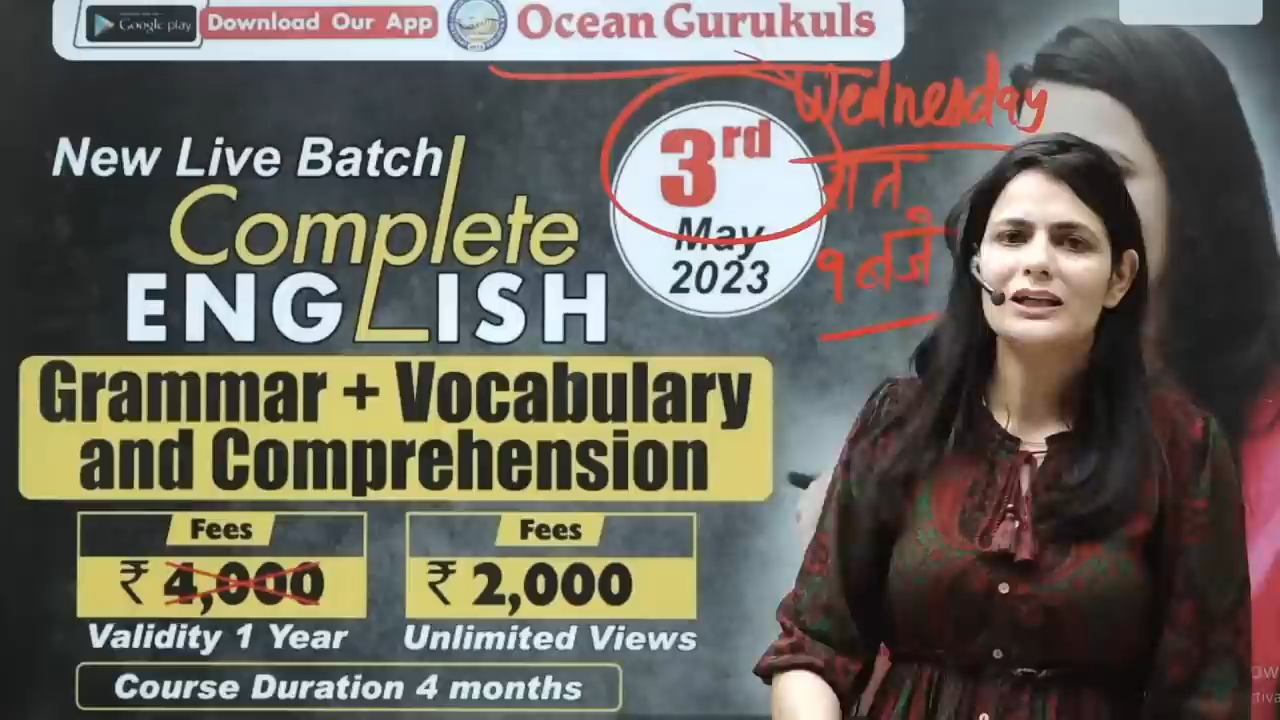 Google play
Download Our App
Ocean Gurukuls
Wednesday
New Live Batch
3rd
May
2023
रात
९ बजे
Complete
ENGLISH
Grammar + Vocabulary
and Comprehension
Fees
₹ 4,000
Validity 1 Year
Fees
₹ 2,000
Unlimited Views
Course Duration 4 months